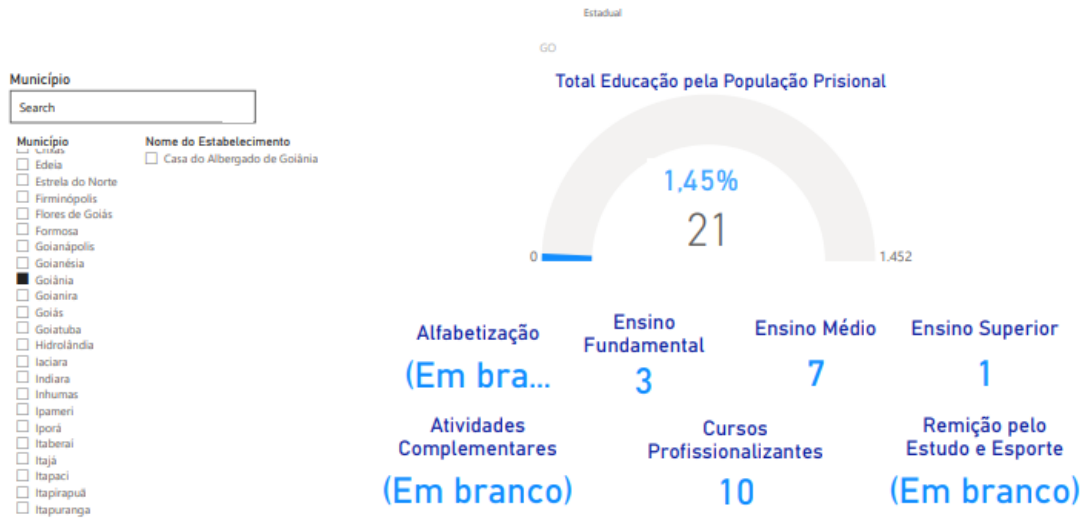 Estadual
GO
Município
Search
Município
Edeia
Estrela do Norte
Firminópolis
Flores de Goiás
Formosa
Goianápolis
Goianésia
Goiânia
Goianira
Goiás
Goiatuba
Hidrolândia
Iaciara
Indiara
Inhumas
Ipameri
Iporá
Itaberaí
Itajá
Itapaci
Itapirapuã
Itapuranga
Nome do Estabelecimento
Casa do Albergado de Goiânia
Total Educação pela População Prisional
1,45%
21
0
1.452
Alfabetização
(Em bra...
Ensino
Fundamental
3
Ensino Médio
7
Ensino Superior
1
Atividades
Complementares
(Em branco)
Cursos
Profissionalizantes
10
Remição pelo
Estudo e Esporte
(Em branco)